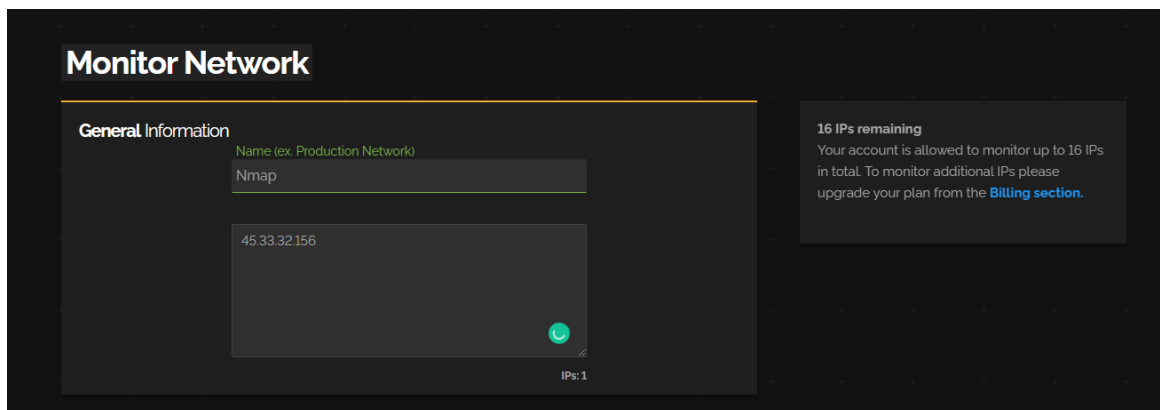 Monitor Network
General Information
Name (ex. Production Network)
Nmap
45.33.32.156
IPs: 1
16 IPs remaining
Your account is allowed to monitor up to 16 IPs
in total. To monitor additional IPs please
upgrade your plan from the Billing section.